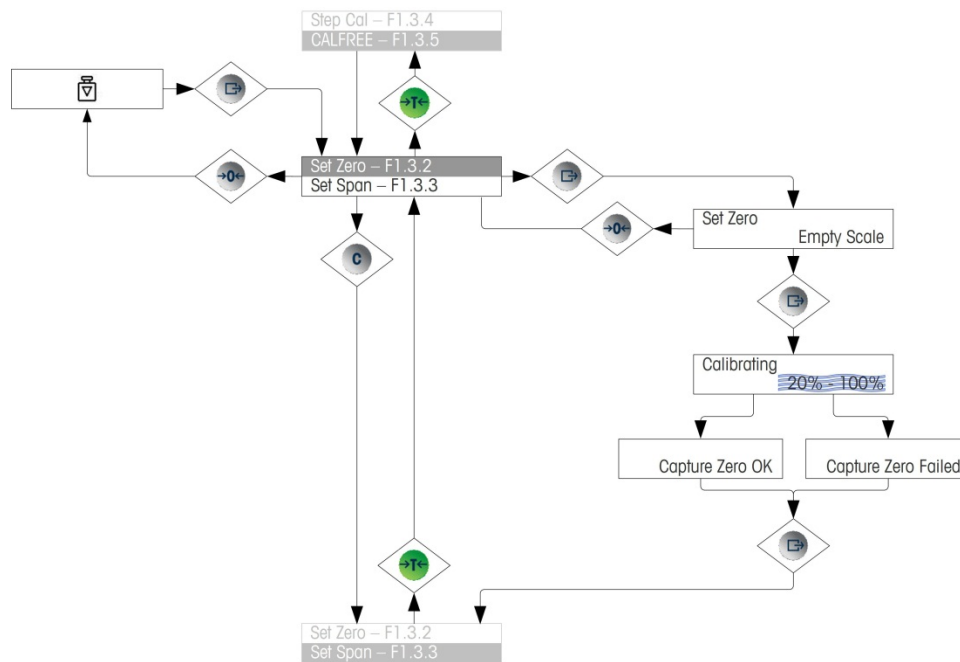 Step Cal – F1.3.4
CALFREE – F1.3.5
→T←
→0←
Set Zero – F1.3.2
Set Span – F1.3.3
→0←
Set Zero
Empty Scale
C
Calibrating
20% - 100%
Capture Zero OK
Capture Zero Failed
→T←
Set Zero – F1.3.2
Set Span – F1.3.3